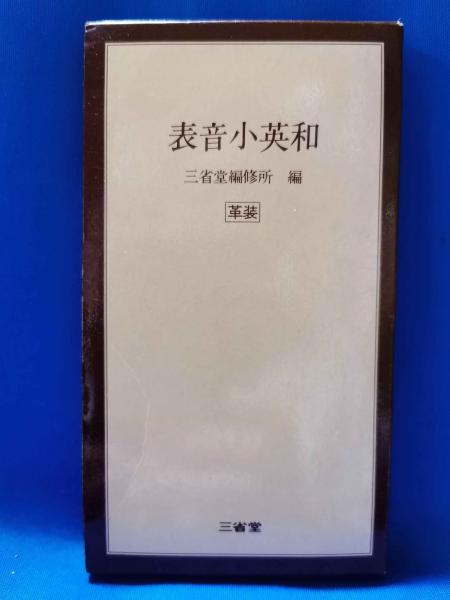 表音小英和
三省堂編修所　編
革装
三省堂